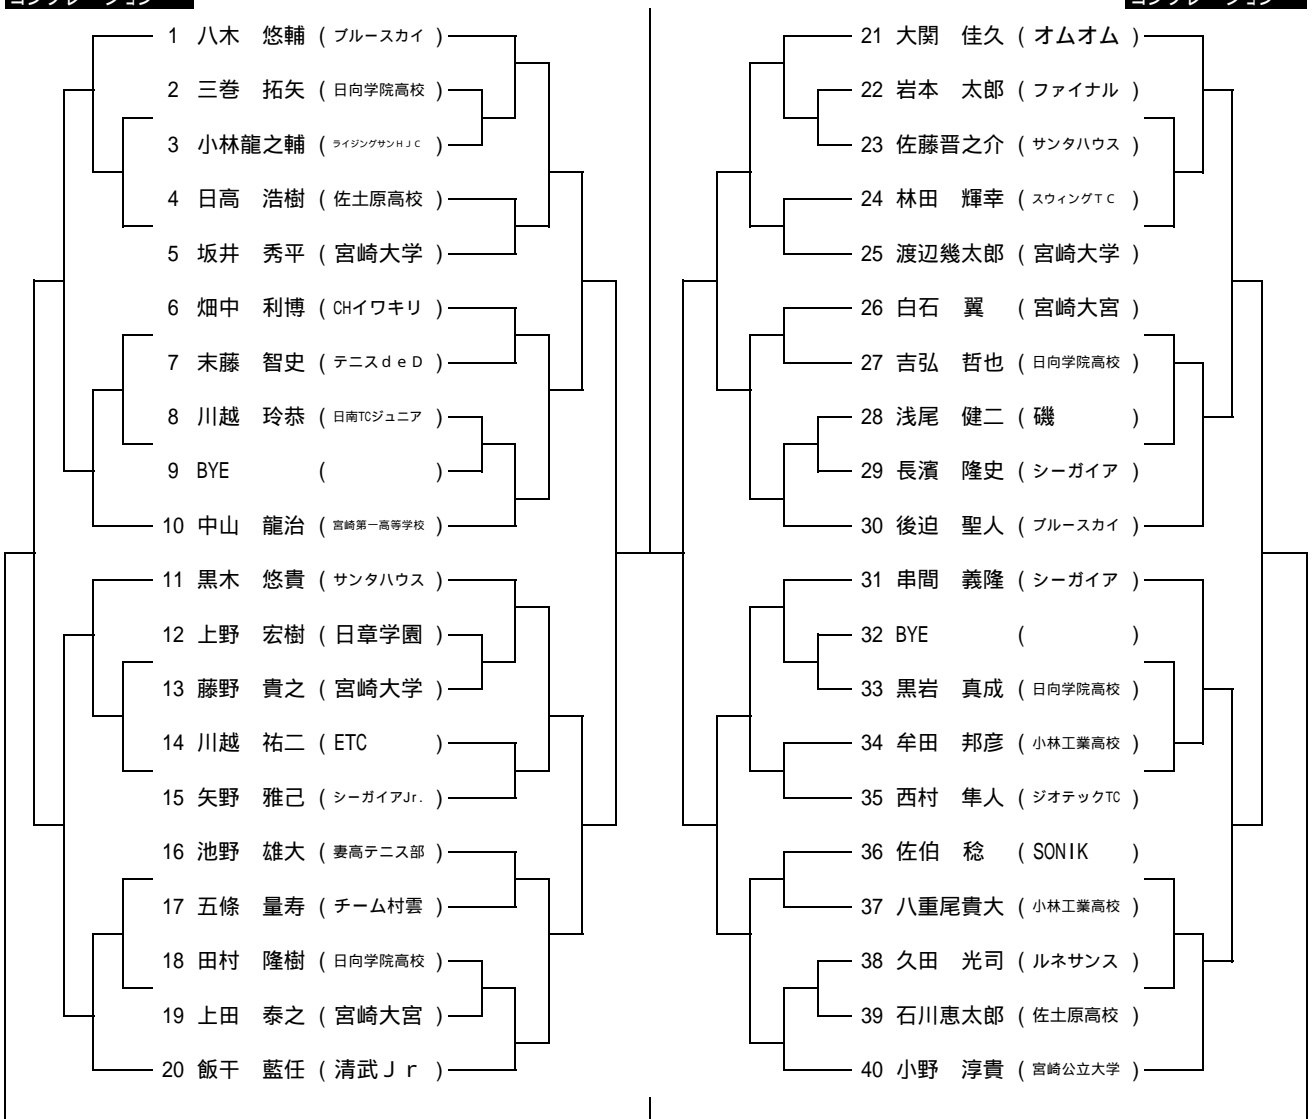 コンソレーション
コンソレーション
1 八木 悠輔 ( ブルースカイ )
2 三巻 拓矢 ( 日向学院高校 )
3 小林龍之輔 ( ライジングサンHJC )
4 日高 浩樹 ( 佐土原高校 )
5 坂井 秀平 ( 宮崎大学 )
6 畑中 利博 ( CHイワキリ )
7 末藤 智史 ( テニスdeD )
8 川越 玲恭 ( 日南TCジュニア )
9 BYE ( )
10 中山 龍治 ( 宮崎第一高等学校 )
11 黒木 悠貴 ( サンタハウス )
12 上野 宏樹 ( 日章学園 )
13 藤野 貴之 ( 宮崎大学 )
14 川越 祐二 ( ETC )
15 矢野 雅己 ( シーガイアJr. )
16 池野 雄大 ( 妻高テニス部 )
17 五條 量寿 ( チーム村雲 )
18 田村 隆樹 ( 日向学院高校 )
19 上田 泰之 ( 宮崎大宮 )
20 飯干 藍任 ( 清武Jr )
21 大関 佳久 ( オムオム )
22 岩本 太郎 ( ファイナル )
23 佐藤晋之介 ( サンタハウス )
24 林田 輝幸 ( スウィングTC )
25 渡辺幾太郎 ( 宮崎大学 )
26 白石 翼 ( 宮崎大宮 )
27 吉弘 哲也 ( 日向学院高校 )
28 浅尾 健二 ( 磯 )
29 長濱 隆史 ( シーガイア )
30 後迫 聖人 ( ブルースカイ )
31 串間 義隆 ( シーガイア )
32 BYE ( )
33 黒岩 真成 ( 日向学院高校 )
34 牟田 邦彦 ( 小林工業高校 )
35 西村 隼人 ( ジオテックTC )
36 佐伯 稔 ( SONIK )
37 八重尾貴大 ( 小林工業高校 )
38 久田 光司 ( ルネサンス )
39 石川恵太郎 ( 佐土原高校 )
40 小野 淳貴 ( 宮崎公立大学 )